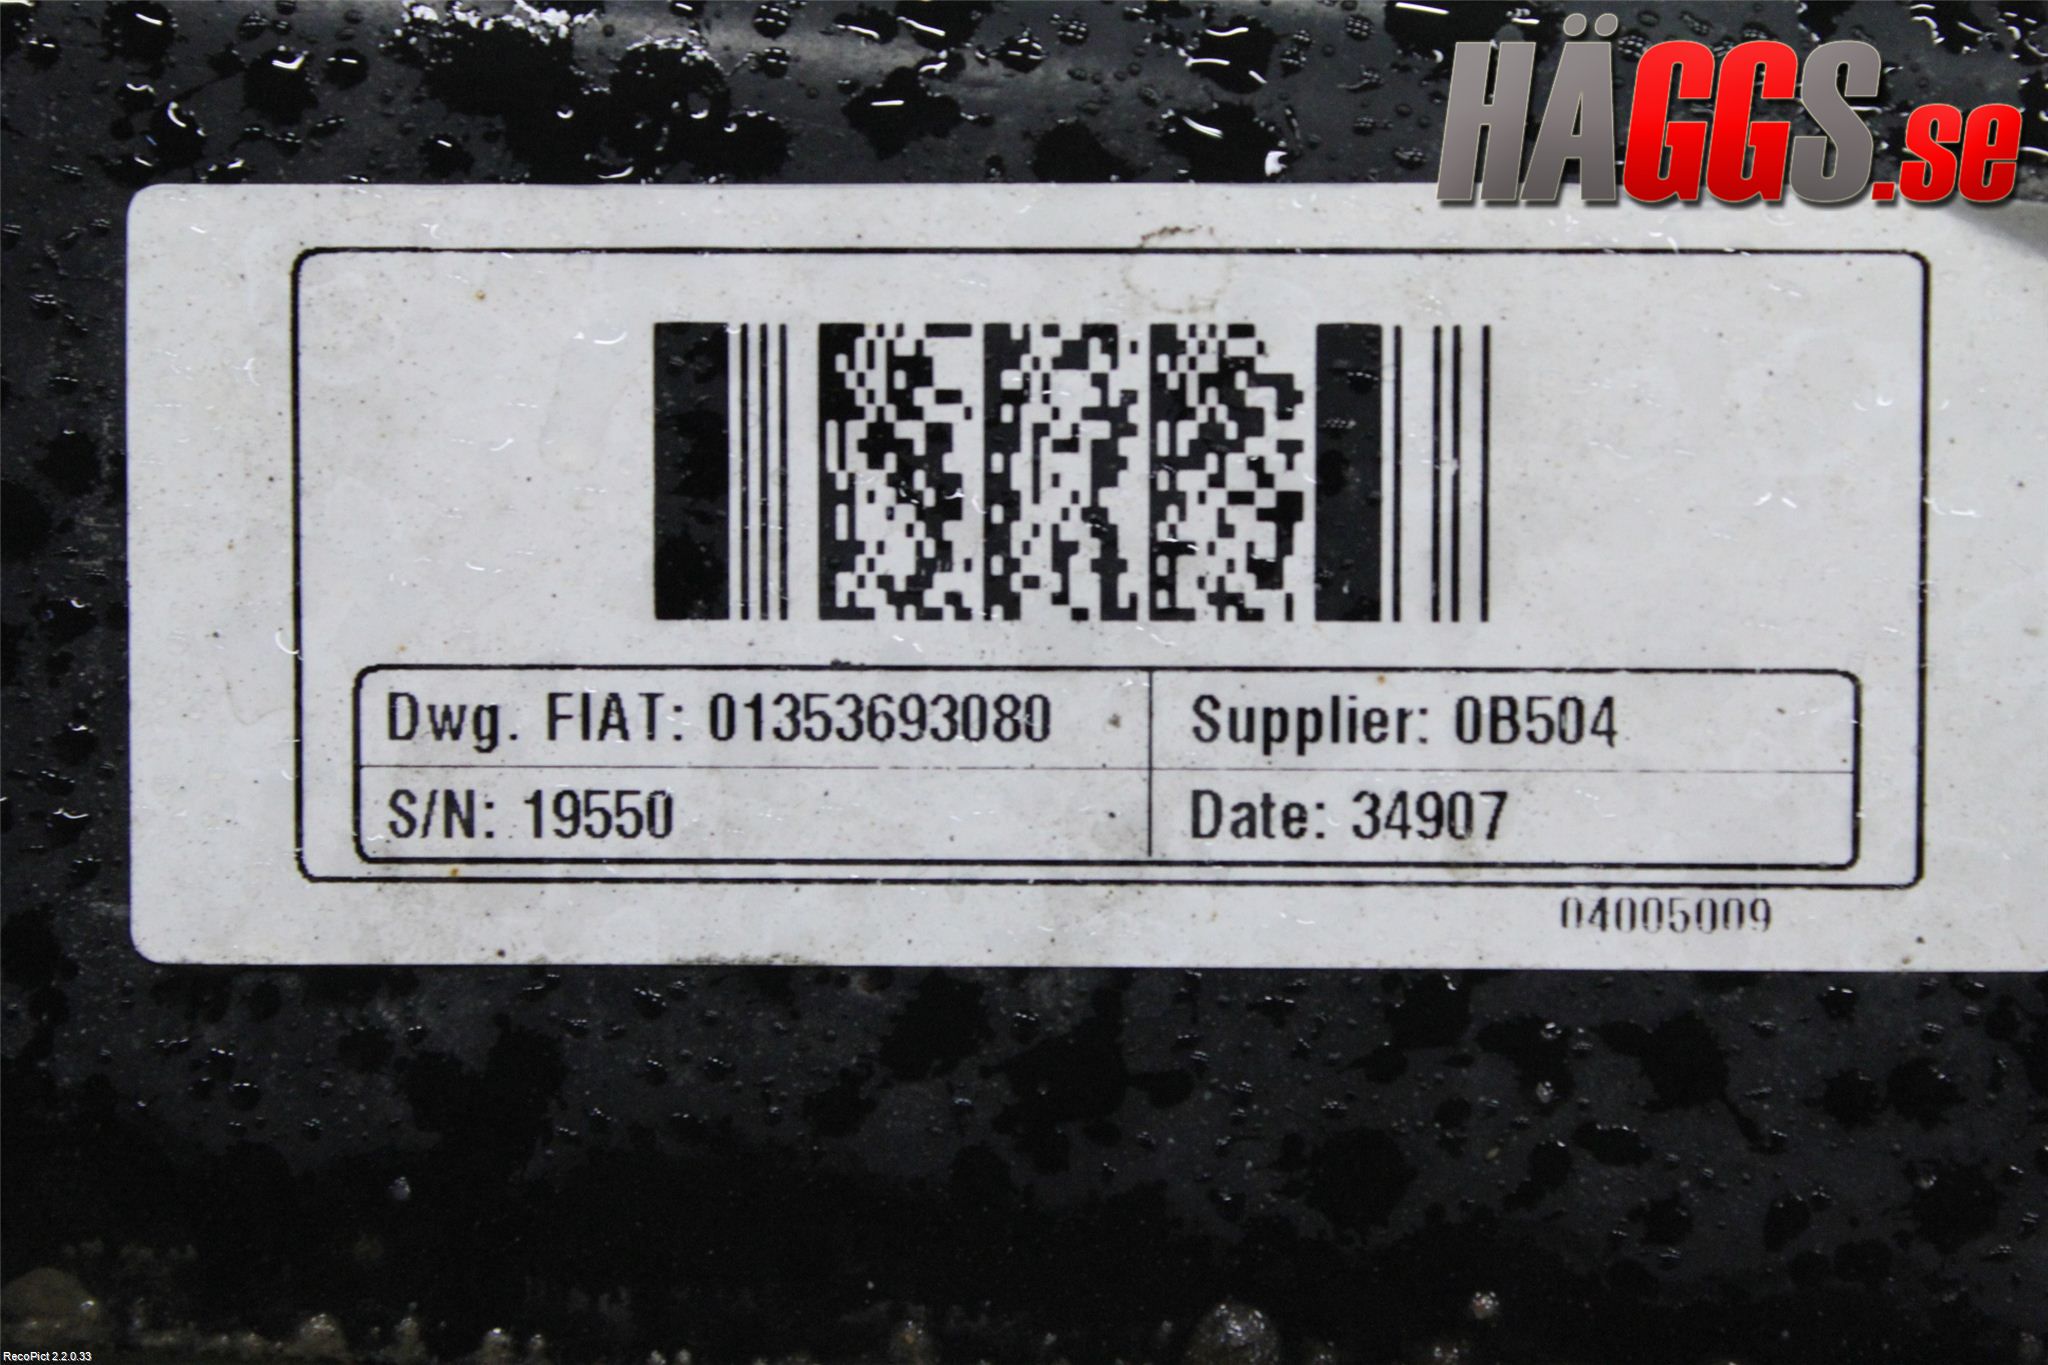 HÄGGS.se
Dwg. FIAT: 01353693080
Supplier: 0B504
S/N: 19550
Date: 34907
04005009
RecoPict 2.2.0.33